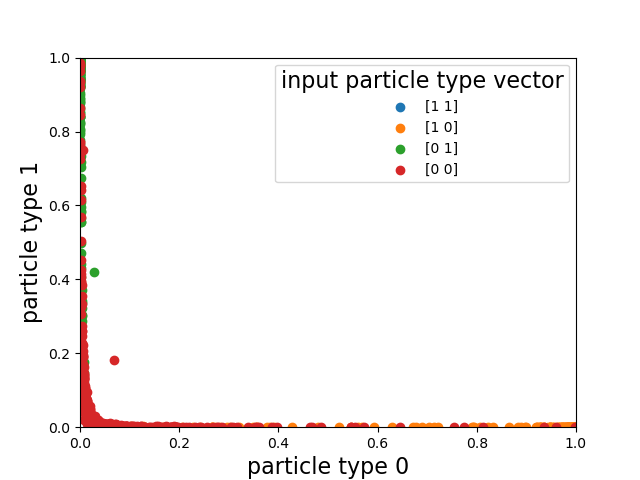 input particle type vector
[1 1]
[1 0]
[0 1]
[0 0]
1.0
0.8
0.6
0.4
0.2
0.0
particle type 1
0.0 0.2 0.4 0.6 0.8 1.0
particle type 0